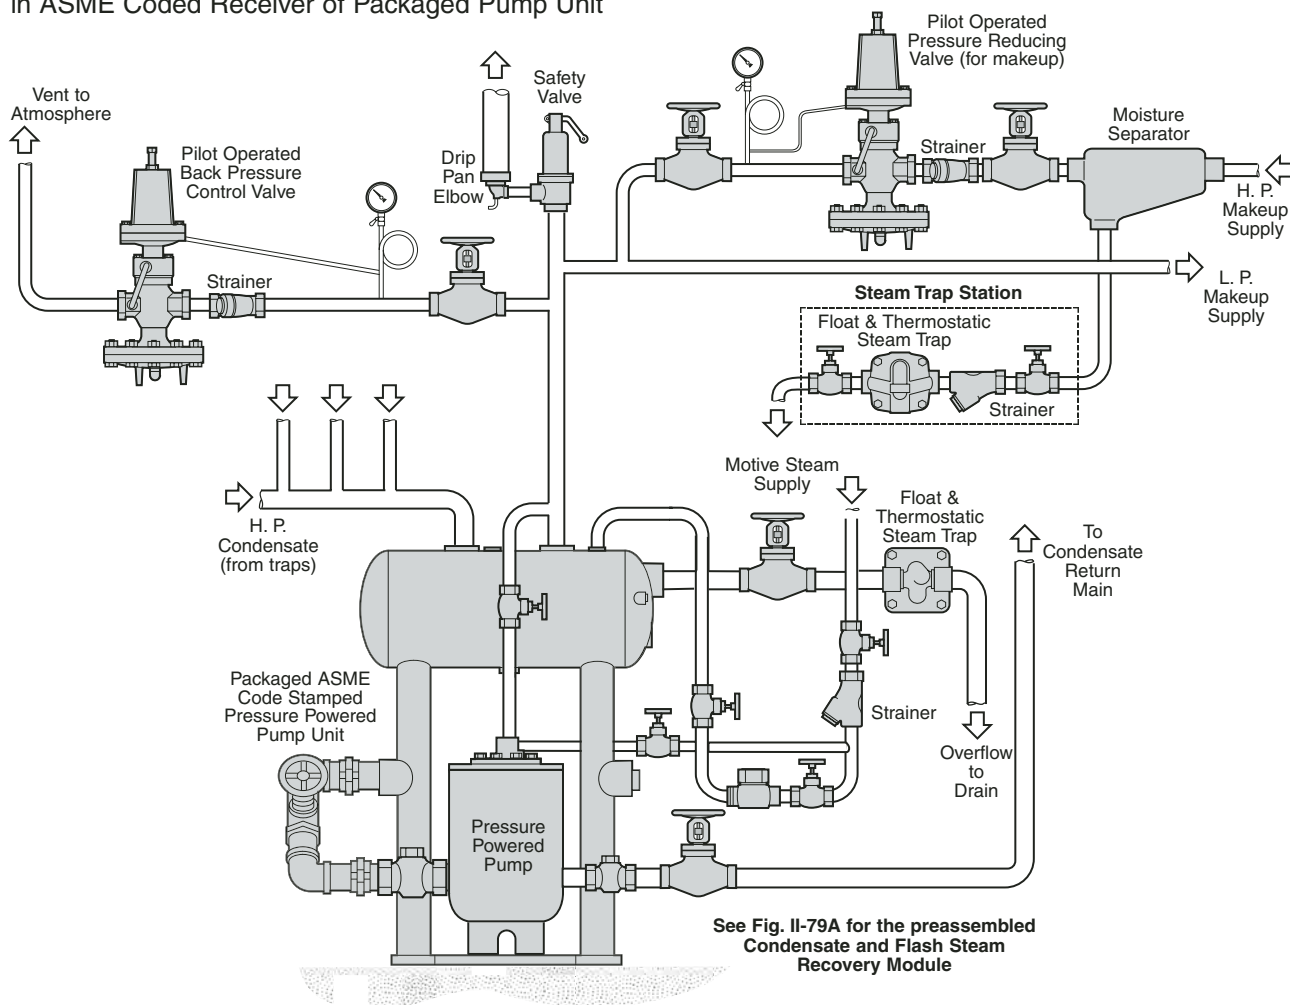 in ASME Coded Receiver of Packaged Pump Unit
Pilot Operated
Pressure Reducing
Valve (for makeup)
Safety
Valve
Vent to
Atmosphere
Pilot Operated
Back Pressure
Control Valve
Drip
Pan
Elbow
Strainer
Moisture
Separator
H. P.
Makeup
Supply
Strainer
L. P.
Makeup
Supply
Steam Trap Station
Float & Thermostatic
Steam Trap
Strainer
Motive Steam
Supply
Float &
Thermostatic
Steam Trap
To
Condensate
Return
Main
H. P.
Condensate
(from traps)
Packaged ASME
Code Stamped
Pressure Powered
Pump Unit
Strainer
Overflow
to
Drain
Pressure
Powered
Pump
See Fig. II-79A for the preassembled
Condensate and Flash Steam
Recovery Module